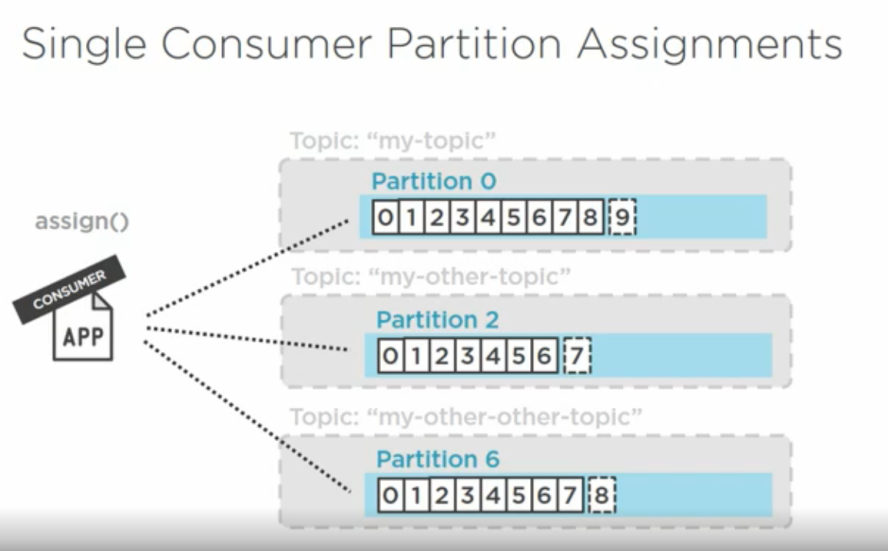 Single Consumer Partition Assignments
Topic: “my-topic”
Partition 0
0 1 2 3 4 5 6 7 8 9
assign()
CONSUMER
APP
Topic: “my-other-topic”
Partition 2
0 1 2 3 4 5 6 7
Topic: “my-other-other-topic”
Partition 6
0 1 2 3 4 5 6 7 8